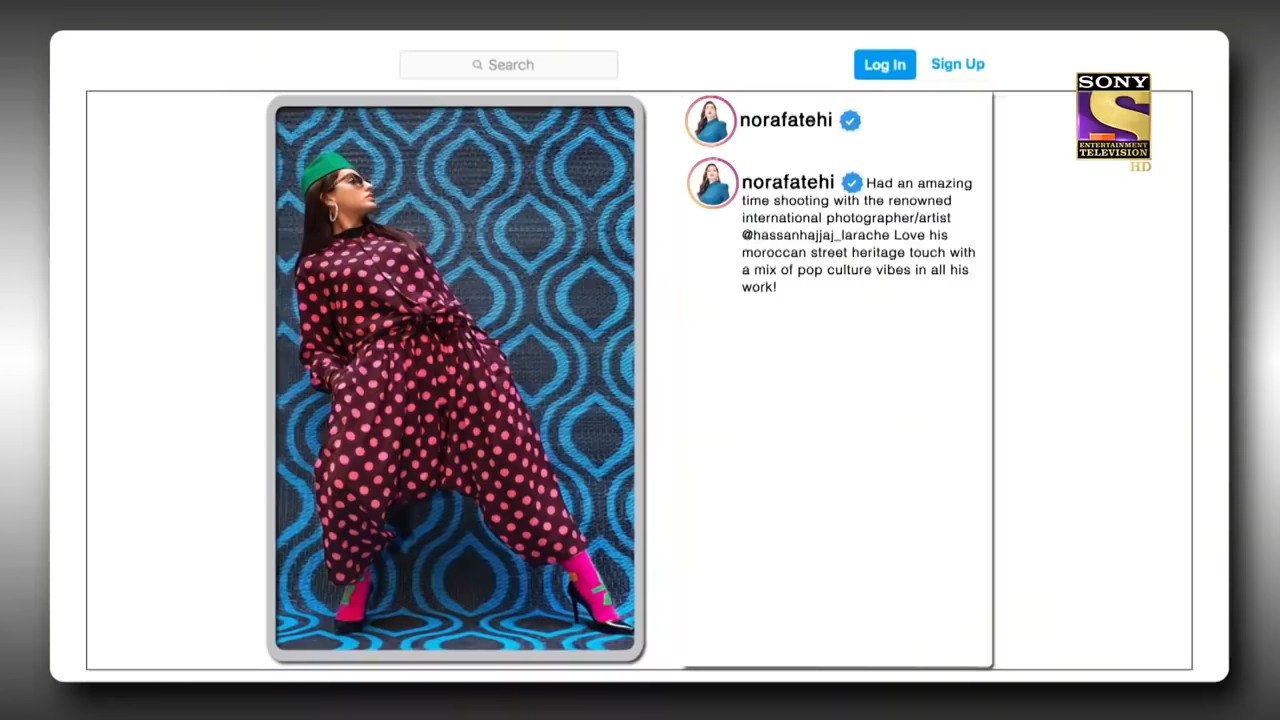 Search
Log In
Sign Up
SONY
S
ENTERTAINMENT
TELEVISION
HD
norafatehi
norafatehi Had an amazing
time shooting with the renowned
international photographer/artist
@hassanhajjaj_larache Love his
moroccan street heritage touch with
a mix of pop culture vibes in all his
work!